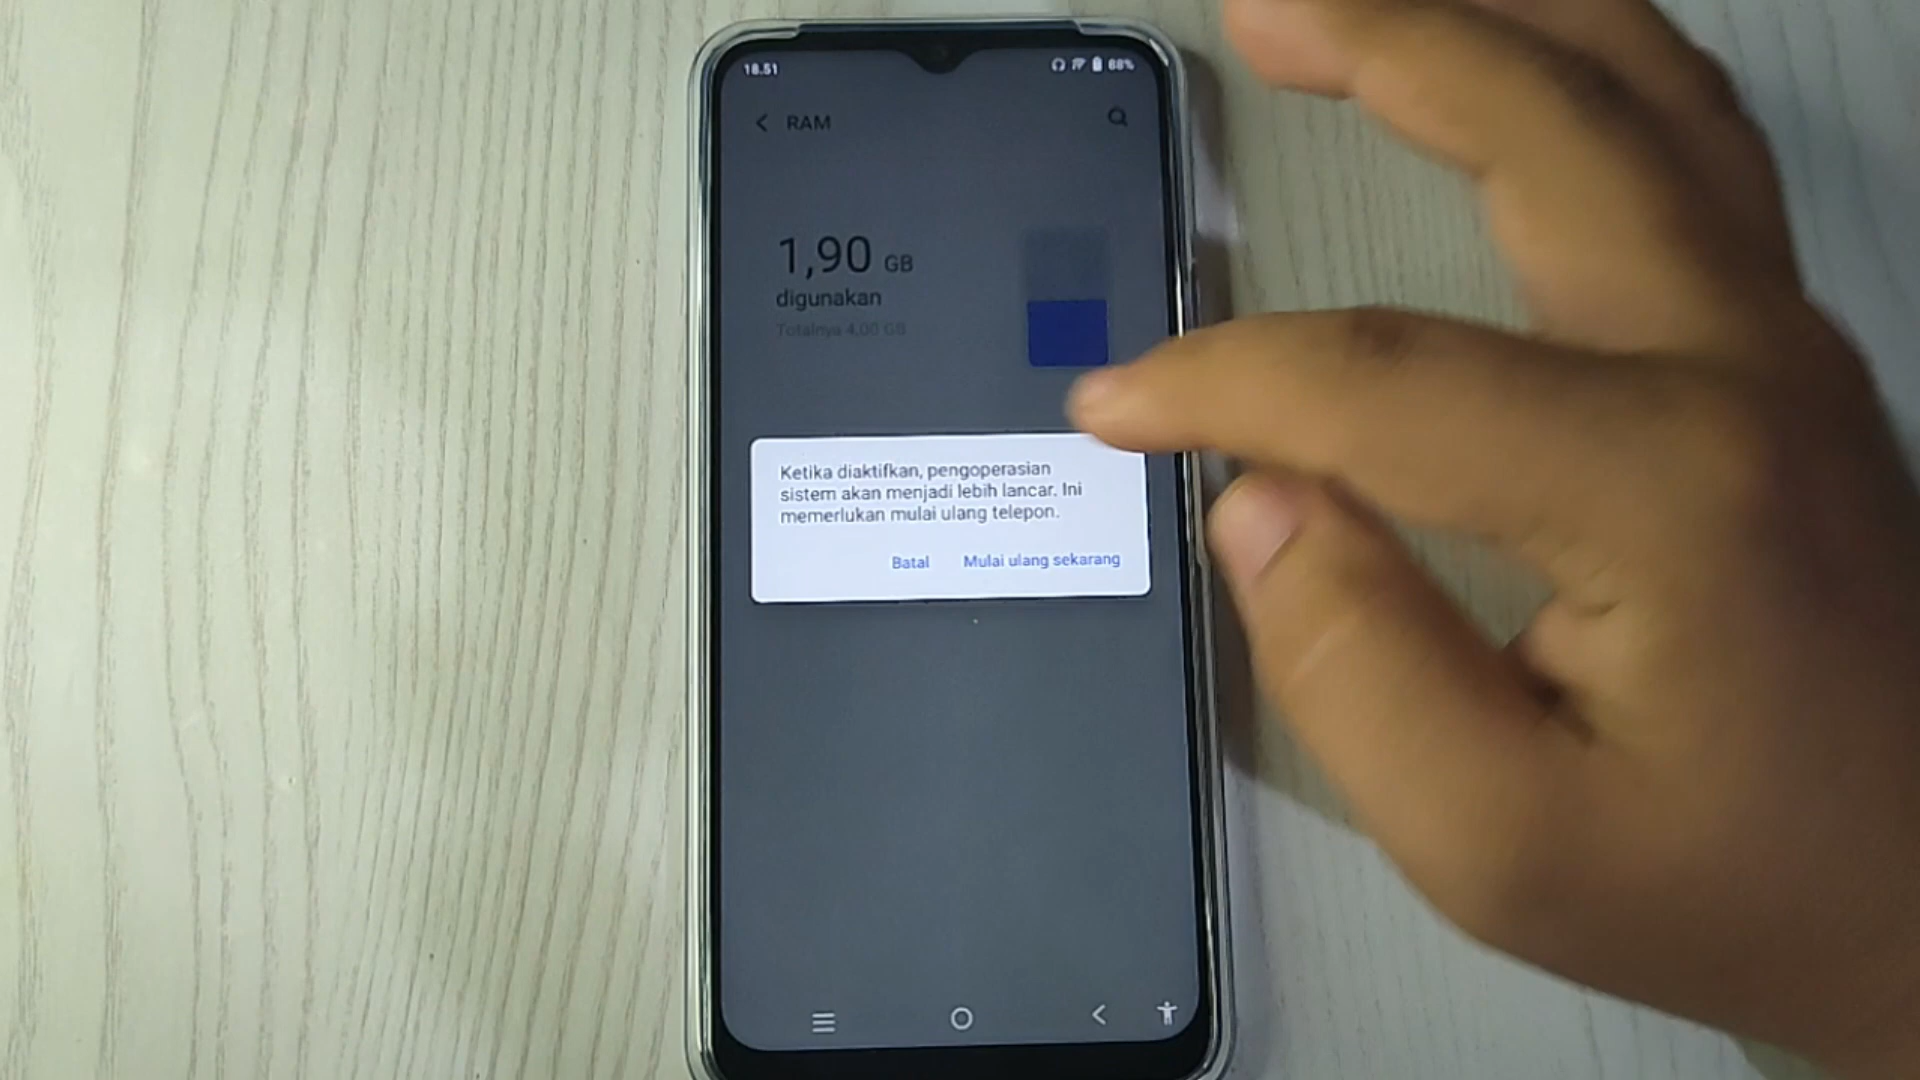 18.51
68%
RAM
1,90 GB
digunakan
Totalnya 4,00 GB
Ketika diaktifkan, pengoperasian
sistem akan menjadi lebih lancar. Ini
memerlukan mulai ulang telepon.
Batal Mulai ulang sekarang